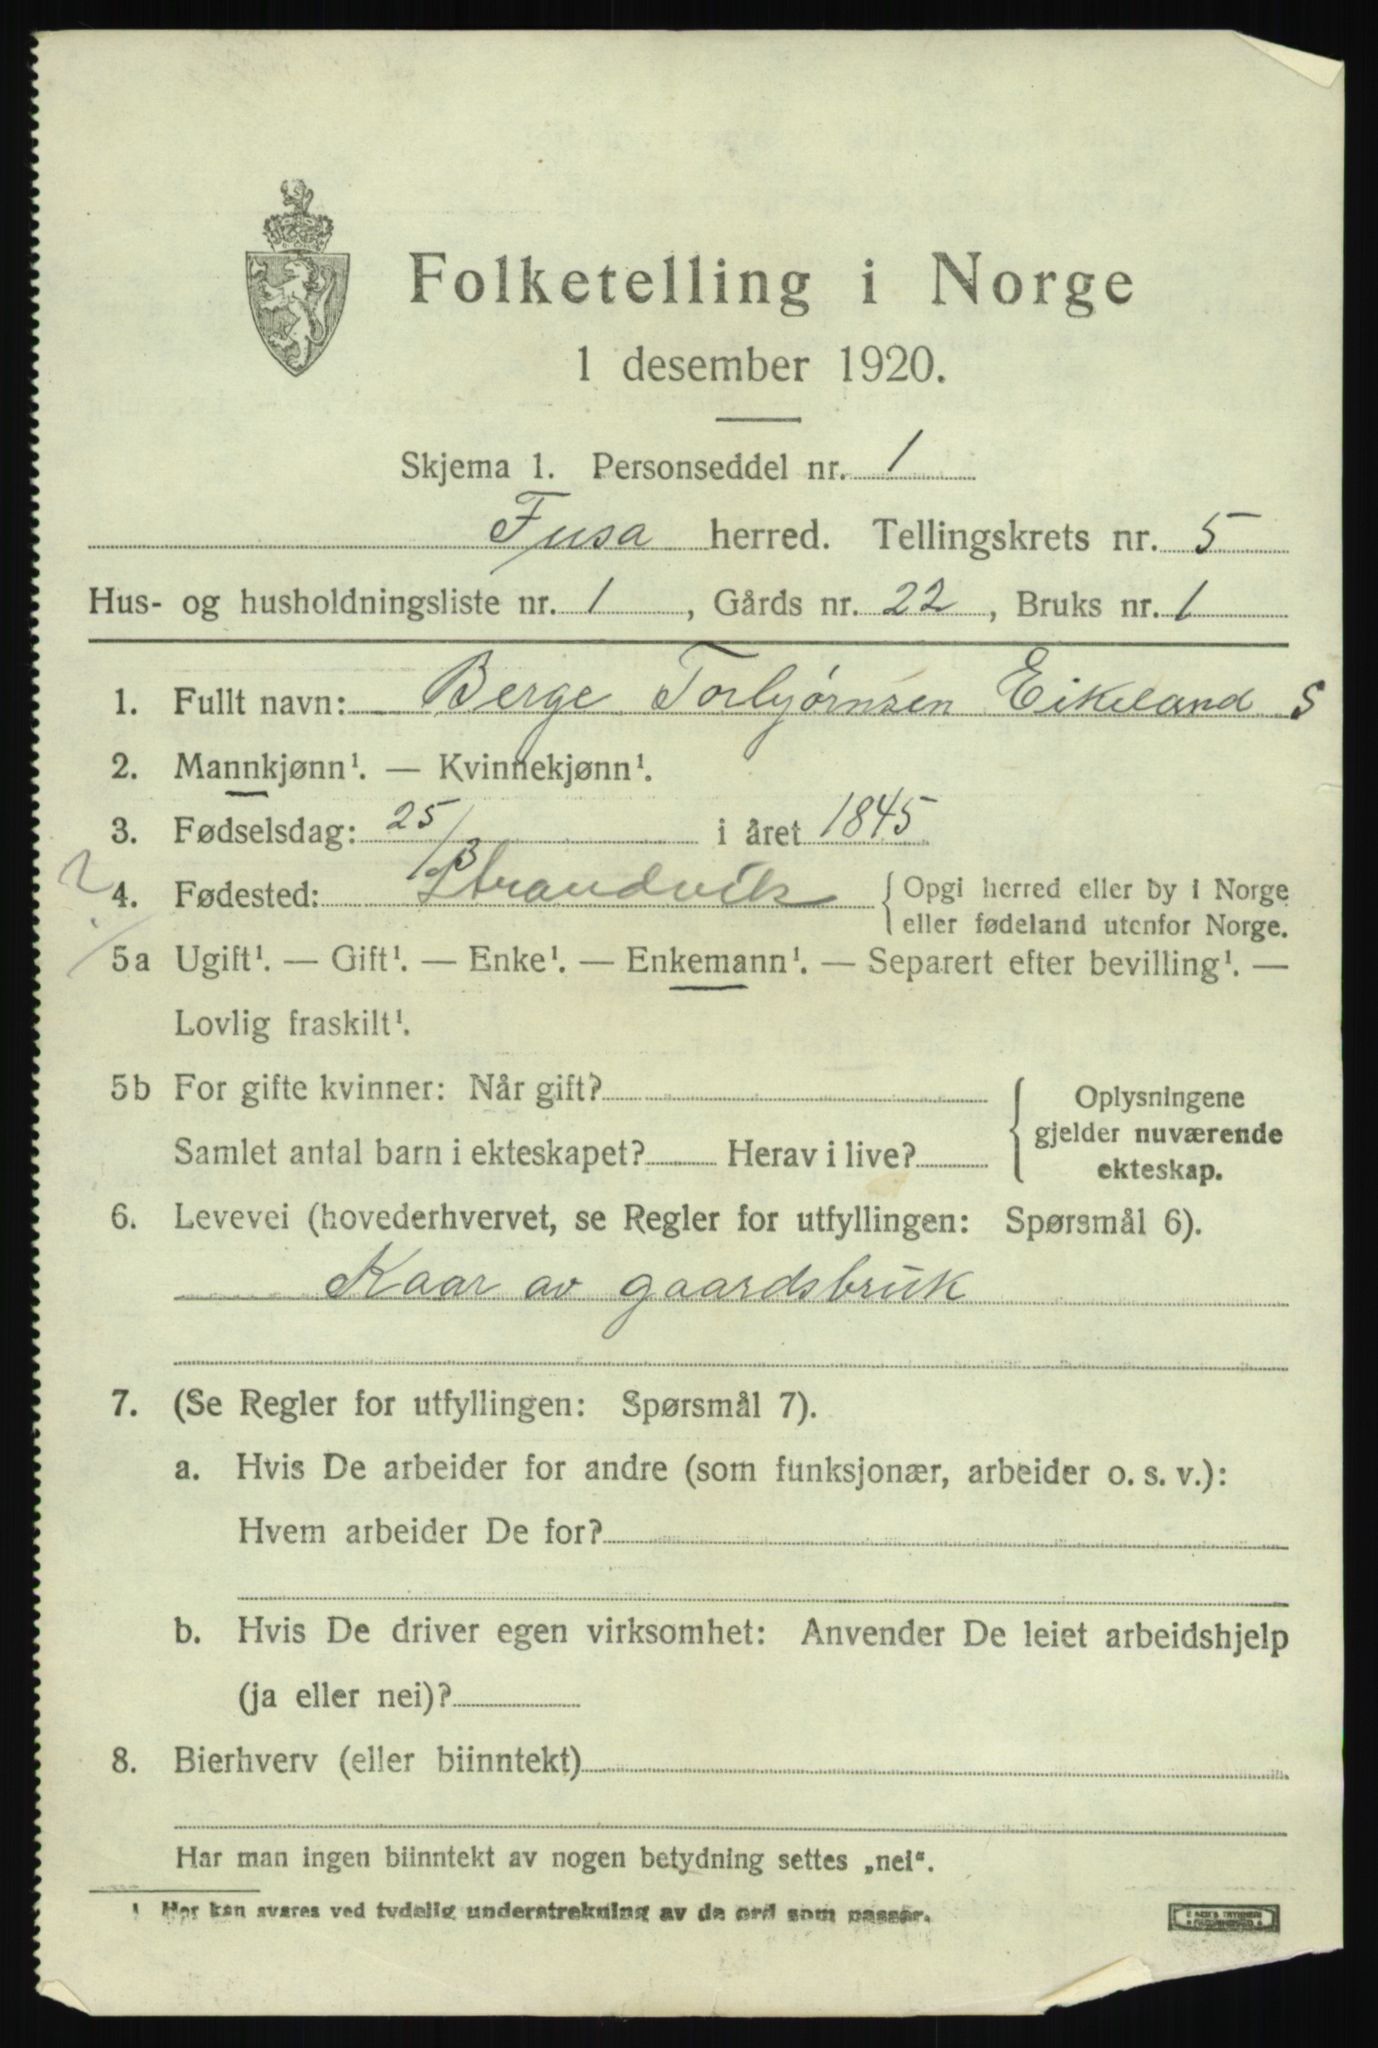 Folketelling i Norge
1 desember 1920.
Skjema 1. Personseddel nr. 1
Fusa herred. Tellingskrets nr. 5
Hus- og husholdningsliste nr. 1, Gårds nr. 22, Bruks nr. 1
1. Fullt navn: Berge Torbjørnsen Eikeland S
2. Mannkjønn¹. — Kvinnekjønn¹.
3. Fødselsdag: 25/3 i året 1845
4. Fødested: Strandvik { Opgi herred eller by i Norge
eller fødeland utenfor Norge.
5a Ugift¹. — Gift¹. — Enke¹. — Enkemann¹. — Separert efter bevilling¹. —
Lovlig fraskilt¹.
5b For gifte kvinner: Når gift?
Samlet antal barn i ekteskapet? Herav i live?
{ Oplysningene
gjelder nuværende
ekteskap.
6. Levevei (hovederhvervet, se Regler for utfyllingen: Spørsmål 6).
Kaar av gaardsbruk
7. (Se Regler for utfyllingen: Spørsmål 7).
a. Hvis De arbeider for andre (som funksjonær, arbeider o. s. v.):
Hvem arbeider De for?
b. Hvis De driver egen virksomhet: Anvender De leiet arbeidshjelp
(ja eller nei)?
8. Bierhverv (eller biinntekt)
Har man ingen biinntekt av nogen betydning settes „nei“.
¹ Her kan svares ved tydelig understrekning av de ord som passer.